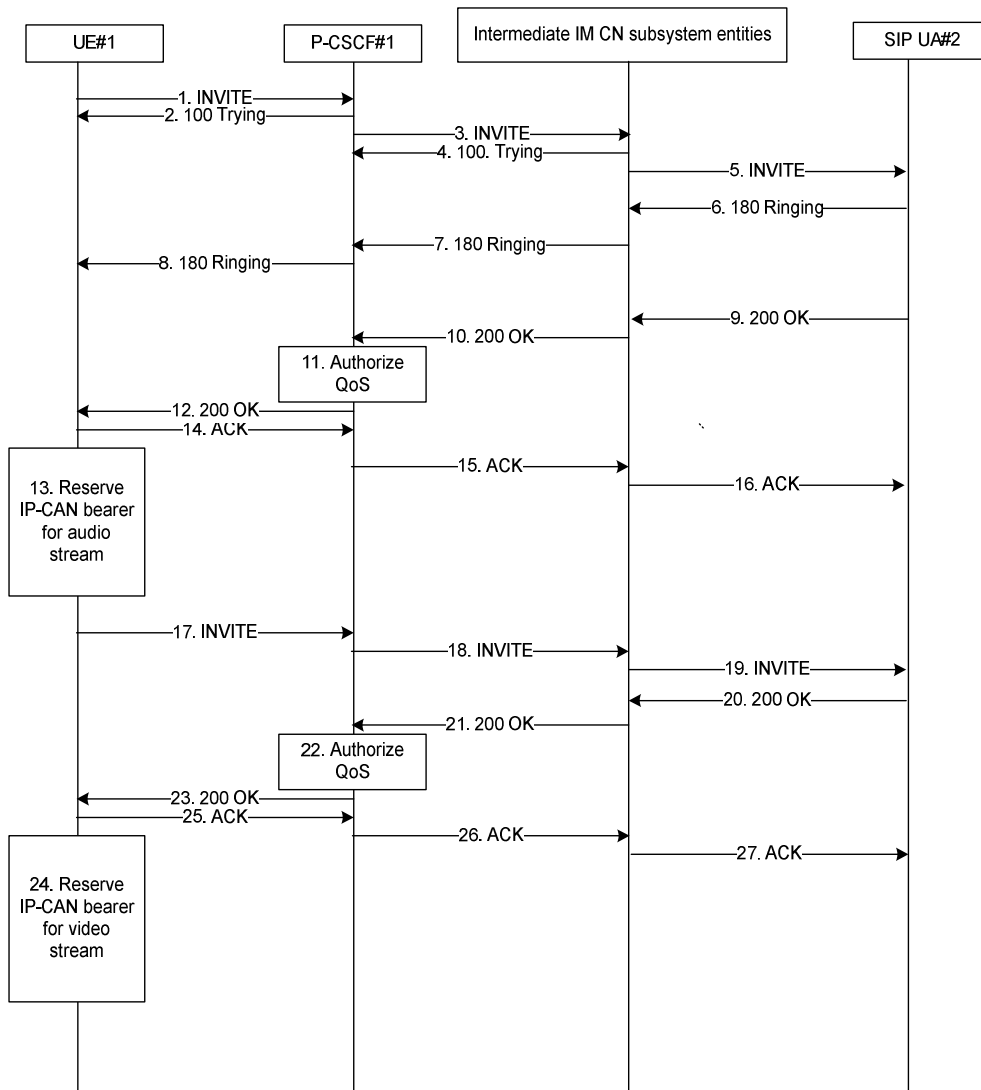 UE#1
P-CSCF#1
Intermediate IM CN subsystem entities
SIP UA#2
1. INVITE
2. 100 Trying
3. INVITE
4. 100. Trying
5. INVITE
6. 180 Ringing
7. 180 Ringing
8. 180 Ringing
9. 200 OK
10. 200 OK
11. Authorize
QoS
12. 200 OK
14. ACK
15. ACK
16. ACK
13. Reserve
IP-CAN bearer
for audio
stream
17. INVITE
18. INVITE
19. INVITE
20. 200 OK
21. 200 OK
22. Authorize
QoS
23. 200 OK
25. ACK
26. ACK
27. ACK
24. Reserve
IP-CAN bearer
for video
stream